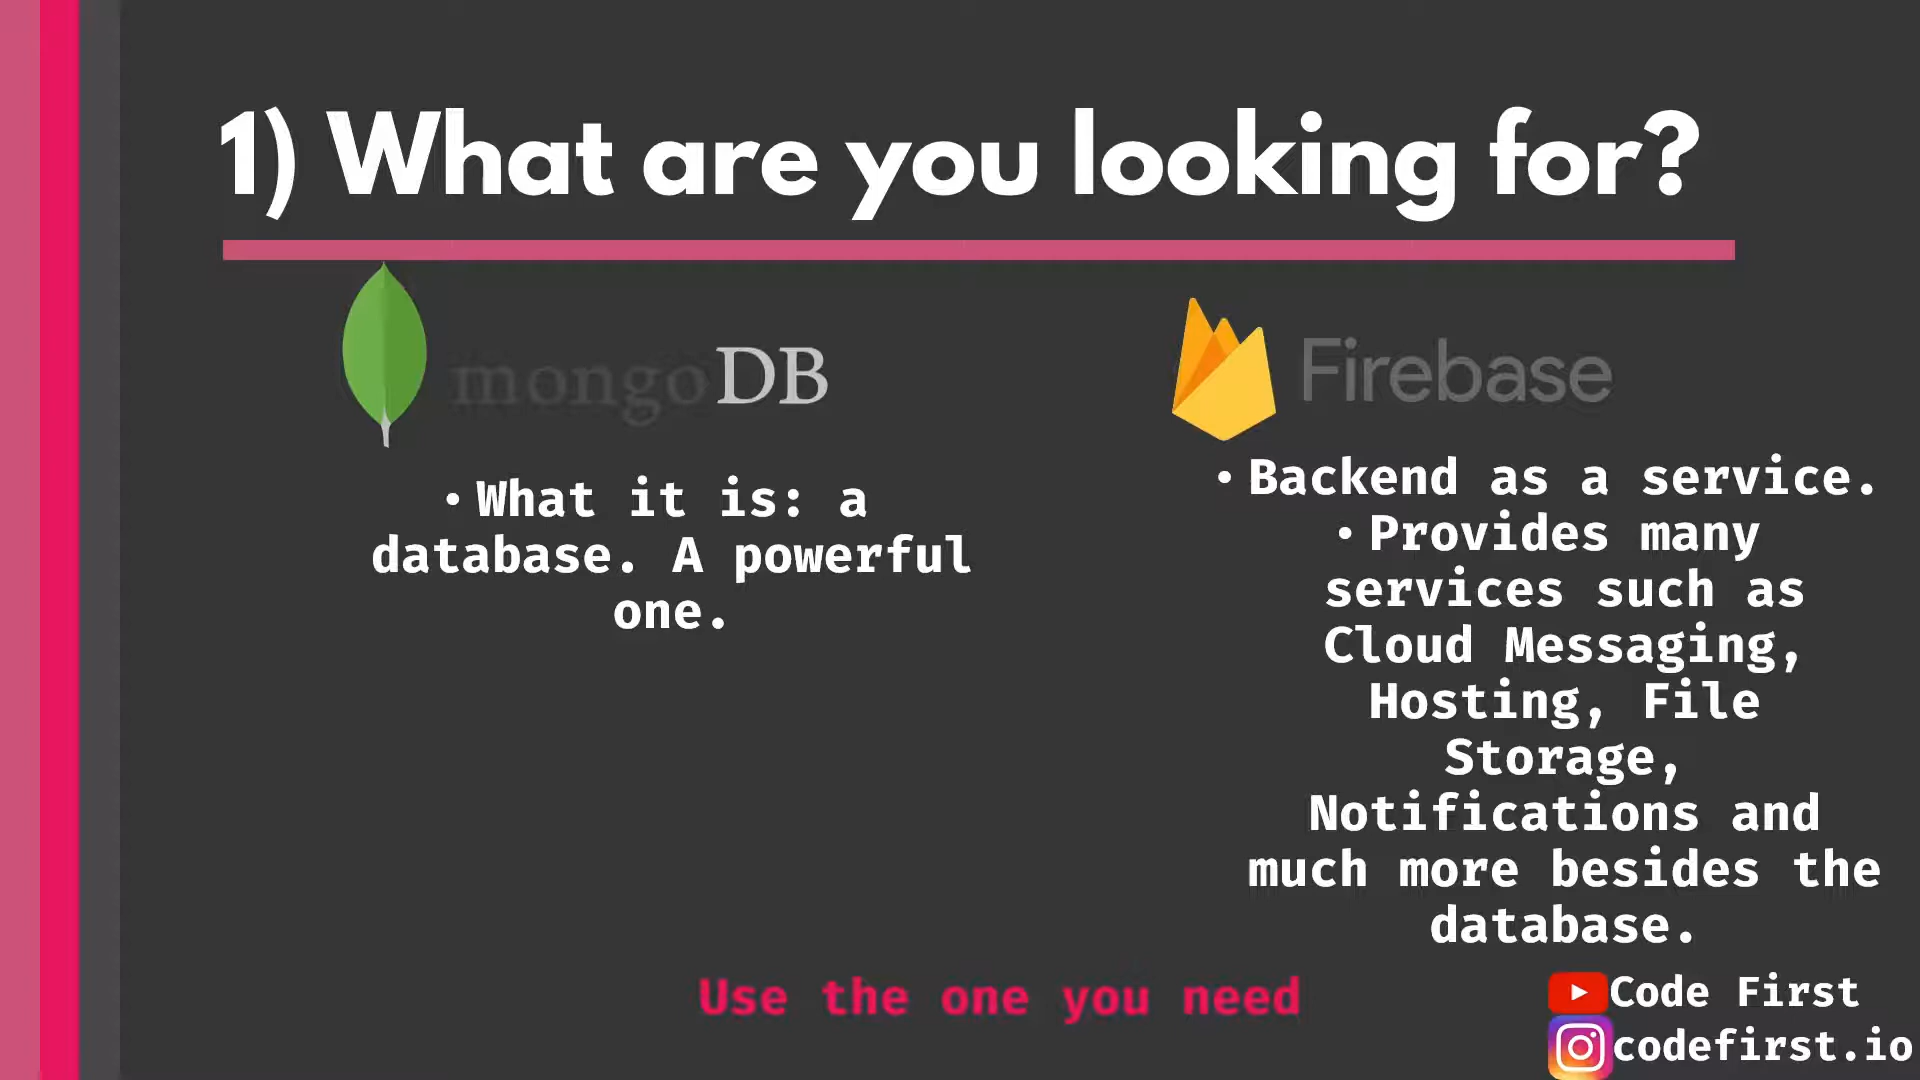 1) What are you looking for?
mongoDB
• What it is: a
database. A powerful
one.
Firebase
• Backend as a service.
• Provides many
services such as
Cloud Messaging,
Hosting, File
Storage,
Notifications and
much more besides the
database.
Use the one you need
Code First
codefirst.io